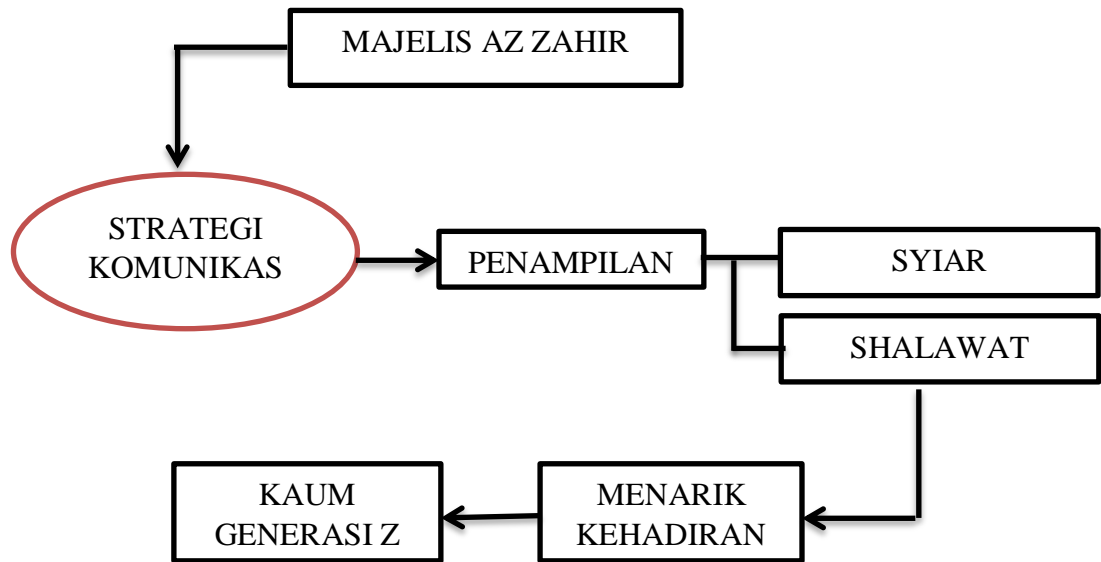 MAJELIS AZ ZAHIR
STRATEGI
KOMUNIKAS
PENAMPILAN
SYIAR
SHALAWAT
MENARIK
KEHADIRAN
KAUM
GENERASI Z